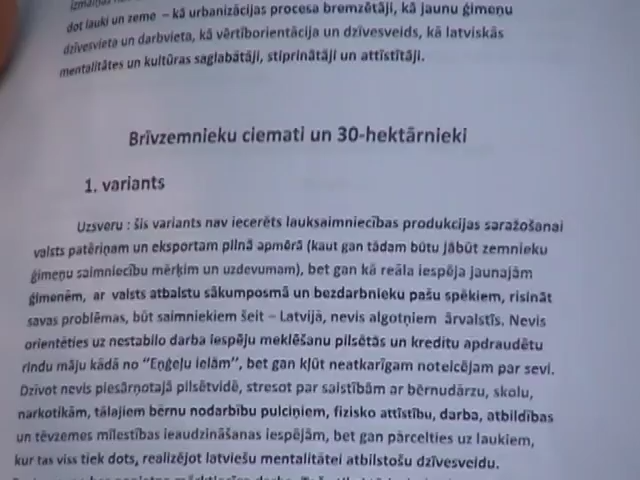 dot lauki un zeme – kā urbanizācijas procesa bremzētāji, kā jaunu ģimeņu
dzīvesvieta un darbvieta, kā vērtīborientācija un dzīvesveids, kā latviskās
mentalitātes un kultūras saglabātāji, stiprinātāji un attīstītāji.
Brīvzemnieku ciemati un 30-hektārnieki
1. variants
Uzsveru : šis variants nav iecerēts lauksaimniecības produkcijas saražošanai
valsts patēriņam un eksportam pilnā apmērā (kaut gan tādam būtu jābūt zemnieku
ģimeņu saimniecību mērķim un uzdevumam), bet gan kā reāla iespēja jaunajām
ģimenēm, ar valsts atbalstu sākumposmā un bezdarbnieku pašu spēkiem, risināt
savas problēmas, būt saimniekiem šeit – Latvijā, nevis algotņiem ārvalstīs. Nevis
orientēties uz nestabilo darba iespēju meklēšanu pilsētās un kredītu apdraudētu
rindu māju kādā no "Eņģeļu ielām", bet gan kļūt neatkarīgam noteicējam par sevi.
Dzīvot nevis piesārņotajā pilsētvidē, stresot par saistībām ar bērnudārzu, skolu,
narkotikām, tālajiem bērnu nodarbību pulciņiem, fizisko attīstību, darba, atbildības
un tēvzemes mīlestības ieaudzināšanas iespējām, bet gan pārcelties uz laukiem,
kur tas viss tiek dots, realizējot latviešu mentalitātei atbilstošu dzīvesveidu.